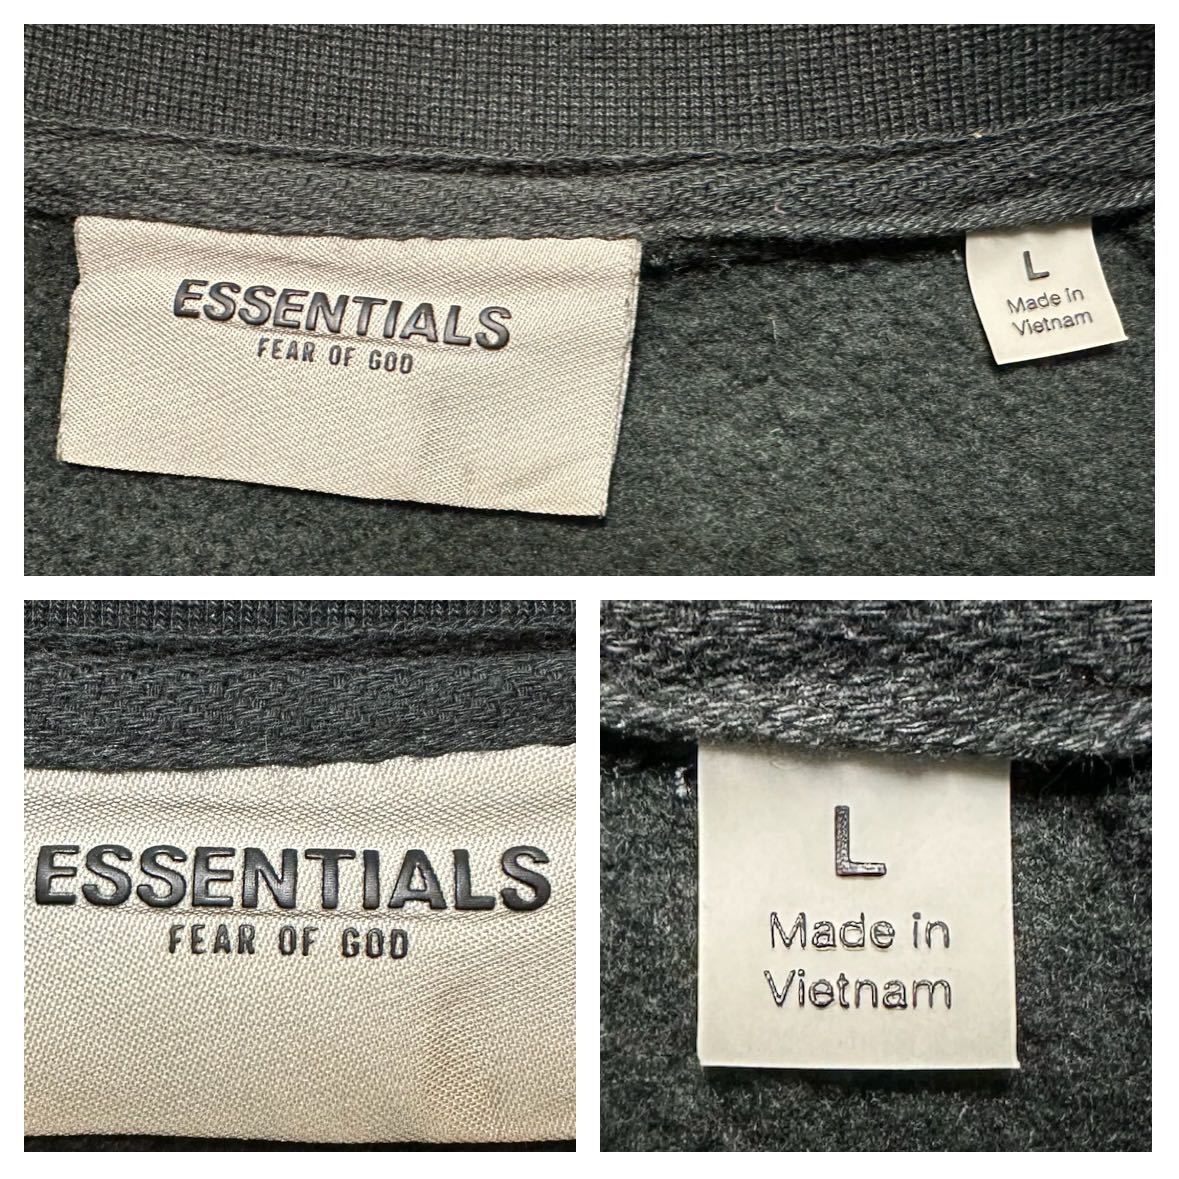 ESSENTIALS
FEAR OF GOD
L
Made in
Vietnam
ESSENTIALS
FEAR OF GOD
L
Made in
Vietnam